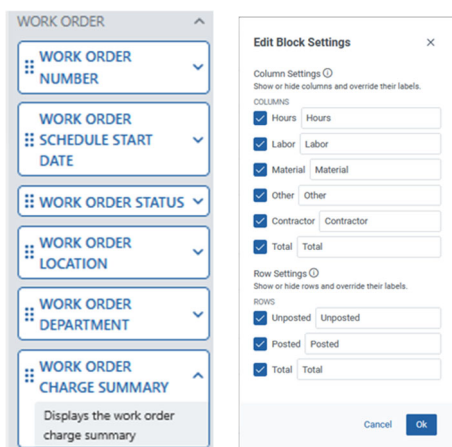 WORK ORDER
WORK ORDER
NUMBER
WORK ORDER
SCHEDULE START
DATE
WORK ORDER STATUS
WORK ORDER
LOCATION
WORK ORDER
DEPARTMENT
WORK ORDER
CHARGE SUMMARY
Displays the work order
charge summary
Edit Block Settings
Column Settings
Show or hide columns and override their labels.
COLUMNS
Hours Hours
Labor Labor
Material Material
Other Other
Contractor Contractor
Total Total
Row Settings
Show or hide rows and override their labels.
ROWS
Unposted Unposted
Posted Posted
Total Total
Cancel Ok